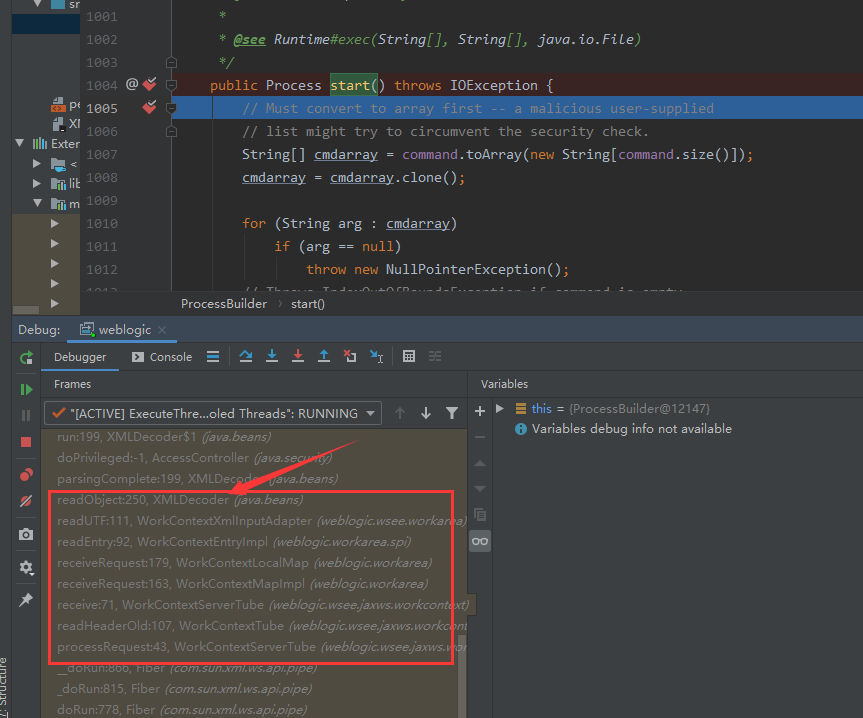 sr
1001 *
1002 * @see Runtime#exec(String[], String[], java.io.File)
1003 */
1004 @ public Process start() throws IOException {
1005 // Must convert to array first -- a malicious user-supplied
1006 // list might try to circumvent the security check.
1007 String[] cmdarray = command.toArray(new String[command.size()]);
1008 cmdarray = cmdarray.clone();
1009
1010 for (String arg : cmdarray)
1011 if (arg == null)
1012 throw new NullPointerException();
pe
XM
Exter
<
lib
m
ProcessBuilder › start()
Debug: weblogic ×
Debugger Console
Frames
Variables
"[ACTIVE] ExecuteThre...oled Threads": RUNNING
this = {ProcessBuilder@12147}
Variables debug info not available
run:199, XMLDecoder$1 (java.beans)
doPrivileged:-1, AccessController (java.security)
parsingComplete:199, XMLDecoder (java.beans)
readObject:250, XMLDecoder (java.beans)
readUTF:111, WorkContextXmlInputAdapter (weblogic.wsee.workarea)
readEntry:92, WorkContextEntryImpl (weblogic.workarea.spi)
receiveRequest:179, WorkContextLocalMap (weblogic.workarea)
receiveRequest:163, WorkContextMapImpl (weblogic.workarea)
receive:71, WorkContextServerTube (weblogic.wsee.jaxws.workcontext)
readHeaderOld:107, WorkContextTube (weblogic.wsee.jaxws.workcont
processRequest:43, WorkContextServerTube (weblogic.wsee.jaxws.wor
__doRun:866, Fiber (com.sun.xml.ws.api.pipe)
_doRun:815, Fiber (com.sun.xml.ws.api.pipe)
doRun:778, Fiber (com.sun.xml.ws.api.pipe)
Structure